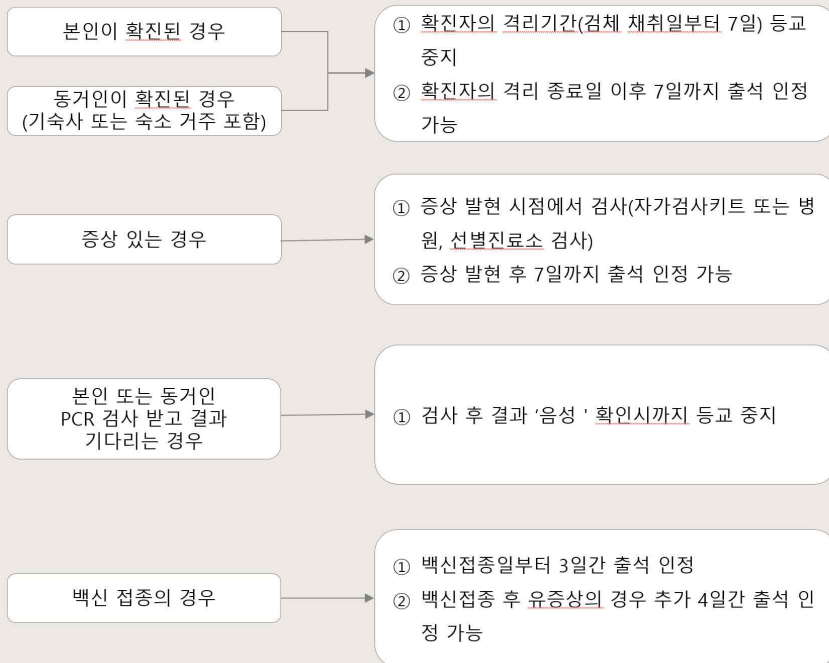 본인이 확진된 경우
동거인이 확진된 경우
(기숙사 또는 숙소 거주 포함)
① 확진자의 격리기간(검체 채취일부터 7일) 등교
중지
② 확진자의 격리 종료일 이후 7일까지 출석 인정
가능
증상 있는 경우
① 증상 발현 시점에서 검사(자가검사키트 또는 병
원, 선별진료소 검사)
② 증상 발현 후 7일까지 출석 인정 가능
본인 또는 동거인
PCR 검사 받고 결과
기다리는 경우
① 검사 후 결과 ‘음성 ' 확인시까지 등교 중지
백신 접종의 경우
① 백신접종일부터 3일간 출석 인정
② 백신접종 후 유증상의 경우 추가 4일간 출석 인
정 가능